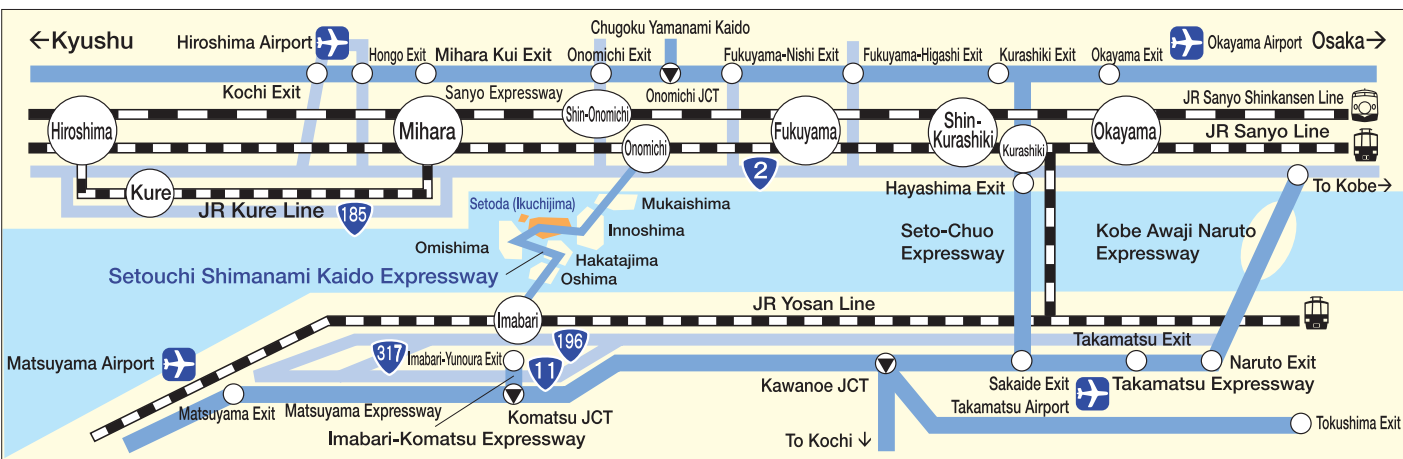 ←Kyushu
Hiroshima Airport
Chugoku Yamanami Kaido
Okayama Airport
Osaka→
Hongo Exit
Mihara Kui Exit
Onomichi Exit
Fukuyama-Nishi Exit
Fukuyama-Higashi Exit
Kurashiki Exit
Okayama Exit
Kochi Exit
Sanyo Expressway
Onomichi JCT
JR Sanyo Shinkansen Line
Hiroshima
Mihara
Shin-Onomichi
Onomichi
Fukuyama
Shin-
Kurashiki
Kurashiki
Okayama
JR Sanyo Line
2
Kure
JR Kure Line
185
Hayashima Exit
To Kobe→
Setoda (Ikuchijima)
Mukaishima
Innoshima
Omishima
Hakatajima
Oshima
Seto-Chuo
Expressway
Kobe Awaji Naruto
Expressway
Setouchi Shimanami Kaido Expressway
JR Yosan Line
Imabari
196
317
Imabari-Yunoura Exit
11
Takamatsu Exit
Matsuyama Airport
Kawanoe JCT
Sakaide Exit
Takamatsu Expressway
Naruto Exit
Takamatsu Airport
Matsuyama Exit
Matsuyama Expressway
Komatsu JCT
Imabari-Komatsu Expressway
To Kochi ↓
Tokushima Exit